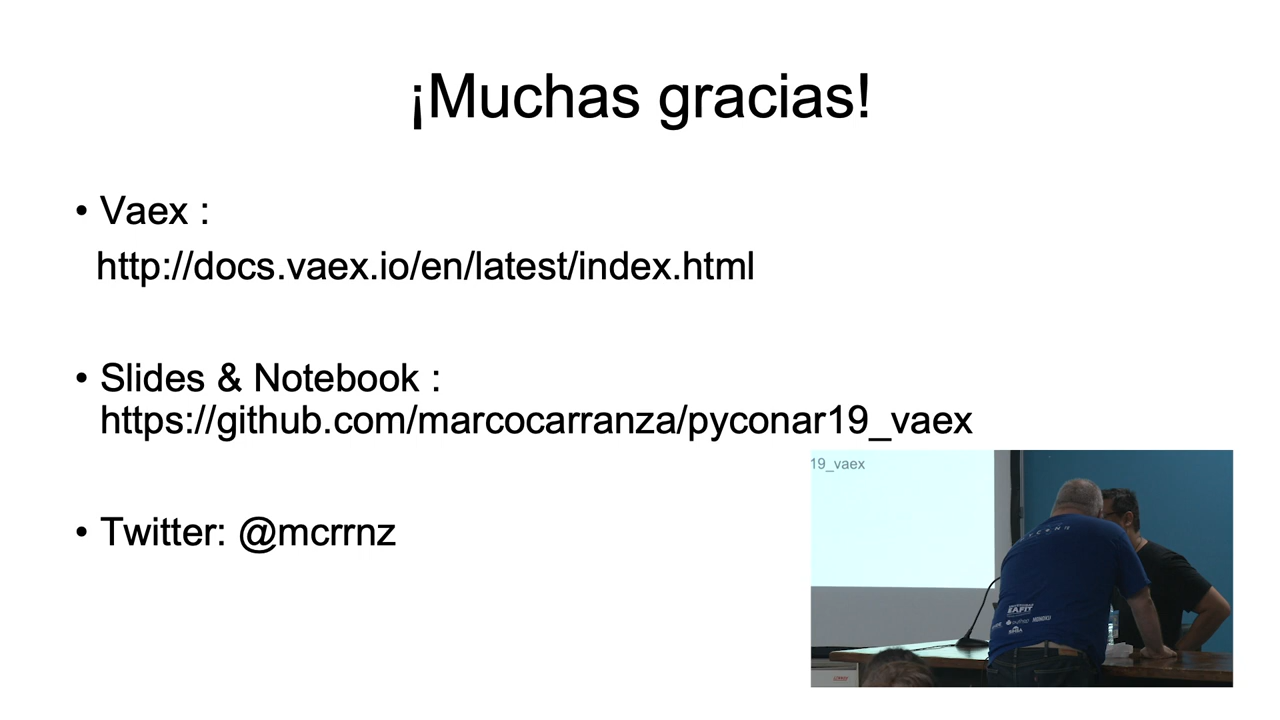 ¡Muchas gracias!
• Vaex :
http://docs.vaex.io/en/latest/index.html
• Slides & Notebook :
https://github.com/marcocarranza/pyconar19_vaex
• Twitter: @mcrrnz
19_vaex
EAFIT